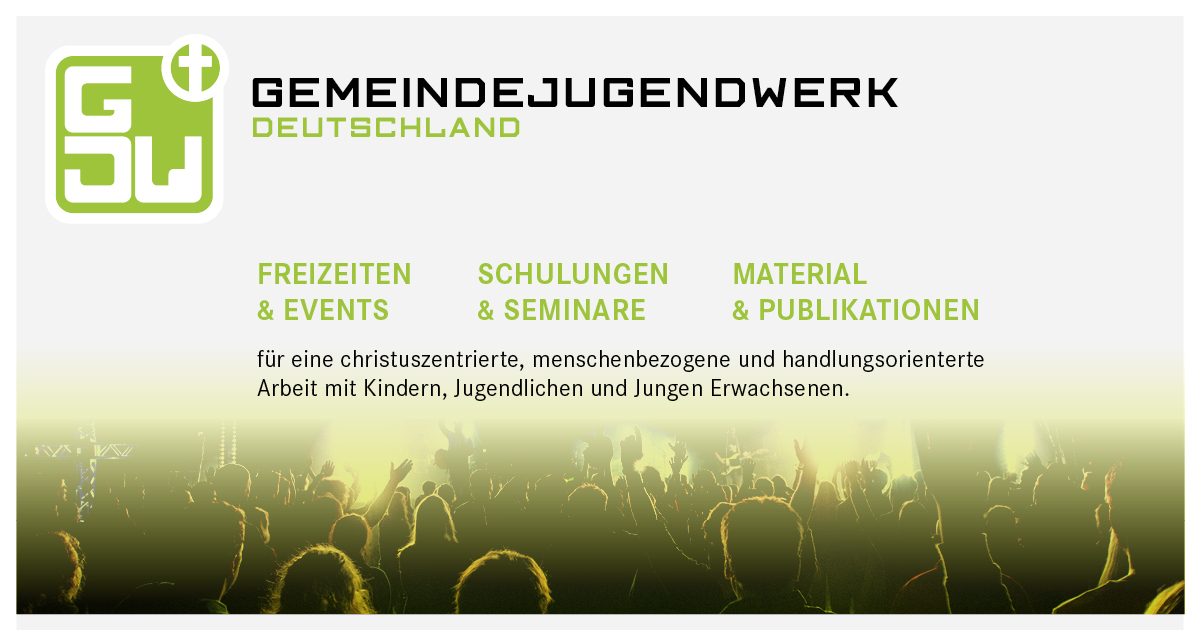 GJW
GEMEINDEJUGENDWERK
DEUTSCHLAND
FREIZEITEN
& EVENTS
SCHULUNGEN
& SEMINARE
MATERIAL
& PUBLIKATIONEN
für eine christuszentrierte, menschenbezogene und handlungsorienterte
Arbeit mit Kindern, Jugendlichen und Jungen Erwachsenen.